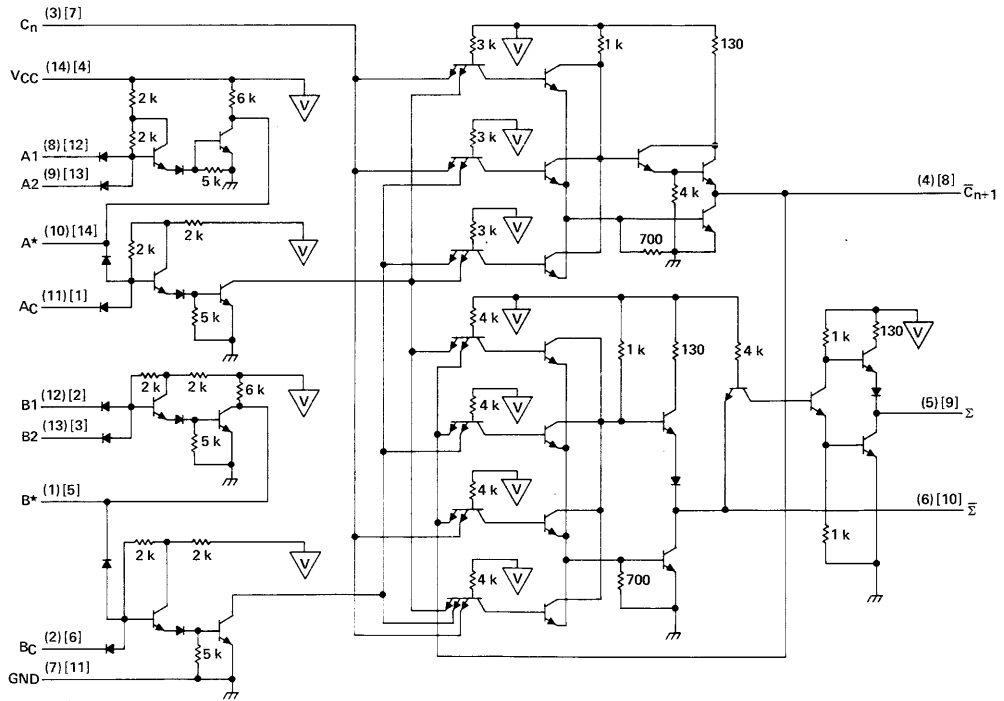 Cn (3) [7]
VCC (14) [4]
A1 (8) [12]
A2 (9) [13]
A* (10) [14]
AC (11) [1]
B1 (12) [2]
B2 (13) [3]
B* (1) [5]
BC (2) [6]
GND (7) [11]
2 k
6 k
V
2 k
5 k
2 k
V
2 k
5 k
2 k
2 k
6 k
V
5 k
2 k
2 k
V
5 k
3 k
V
1 k
130
3 k
V
3 k
V
4 k
700
(4) [8] C̅n+1
4 k
V
1 k
130
4 k
4 k
V
4 k
V
4 k
V
700
1 k
130
V
(5) [9] Σ
(6) [10] Σ̅
1 k